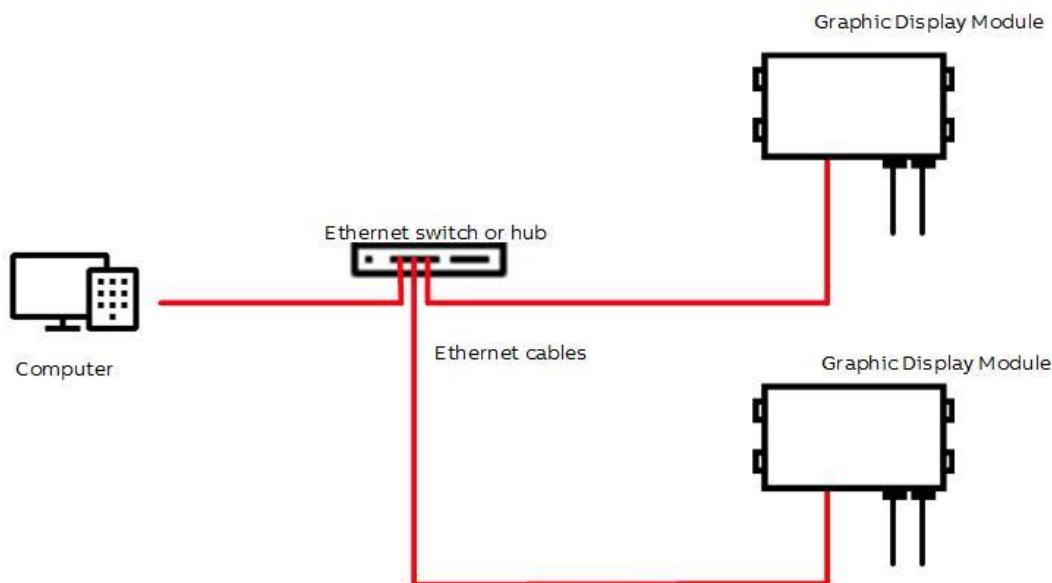 Graphic Display Module
Ethernet switch or hub
Ethernet cables
Computer
Graphic Display Module